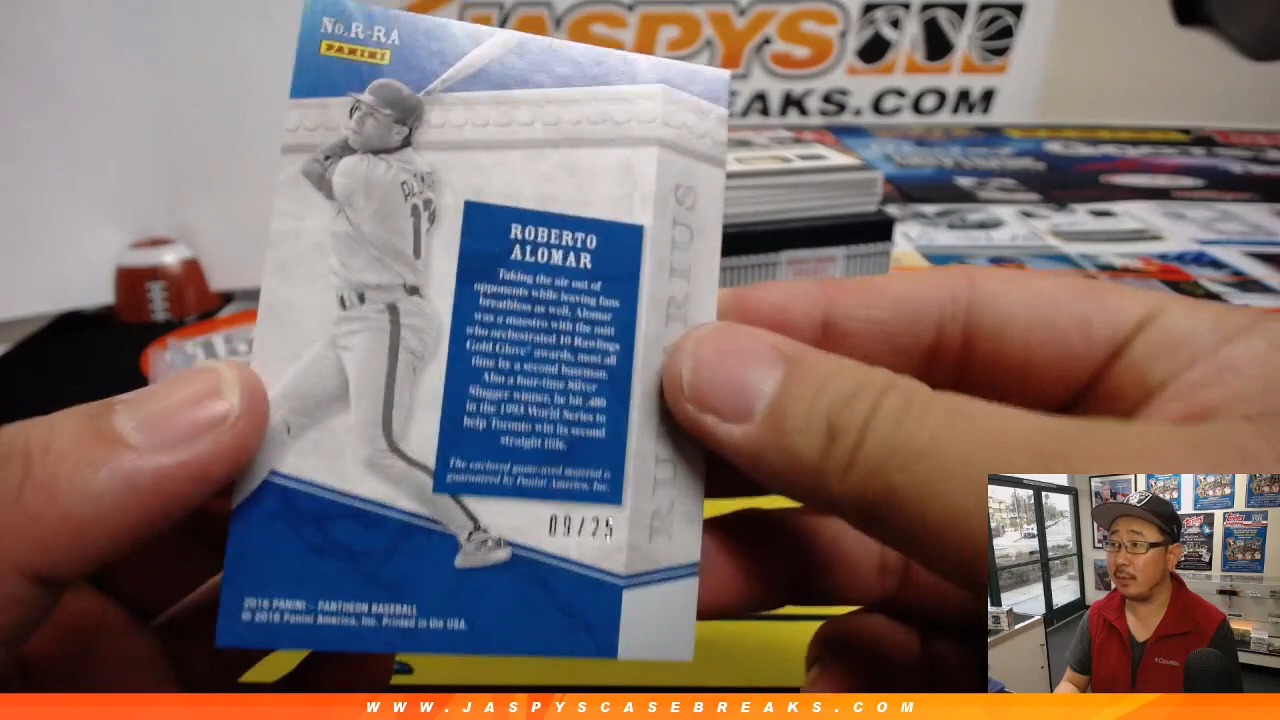 JASPYS
EAKS.COM
No.R-RA
PANINI
ROBERTO
ALOMAR
Taking the air out of
opponents while leaving fans
breathless as well, Alomar
was a maestro with the mitt
who orchestrated 10 Rawlings
Gold Glove® awards, most all
time by a second baseman.
Also a four-time Silver
Slugger winner, he hit .480
in the 1993 World Series to
help Toronto win its second
straight title.
The enclosed game-used material is
guaranteed by Panini America, Inc.
09/25
2016 PANINI – PANTHEON BASEBALL
© 2016 Panini America, Inc. Printed in the USA.
Columbia
WWW.JASPYSCASEBREAKS.COM